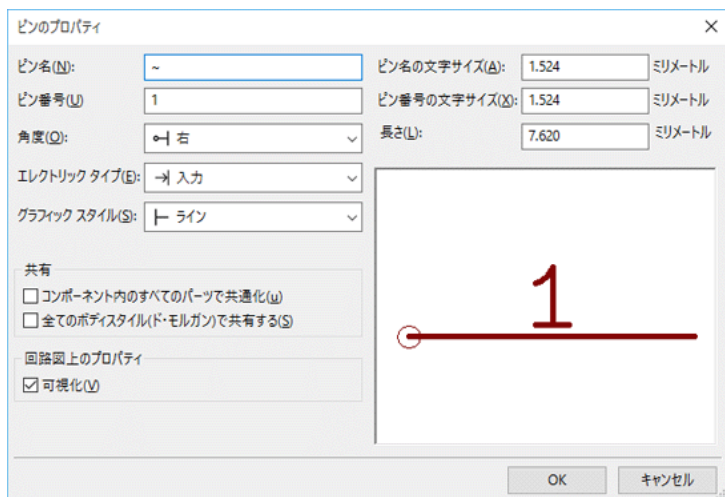 ピンのプロパティ
ピン名(N): ~
ピン番号(U) 1
角度(O): 右
エレクトリック タイプ(E): 入力
グラフィック スタイル(S): ライン
ピン名の文字サイズ(A): 1.524 ミリメートル
ピン番号の文字サイズ(X): 1.524 ミリメートル
長さ(L): 7.620 ミリメートル
共有
コンポーネント内のすべてのパーツで共通化(u)
全てのボディスタイル(ド・モルガン)で共有する(S)
回路図上のプロパティ
可視化(V)
1
OK キャンセル